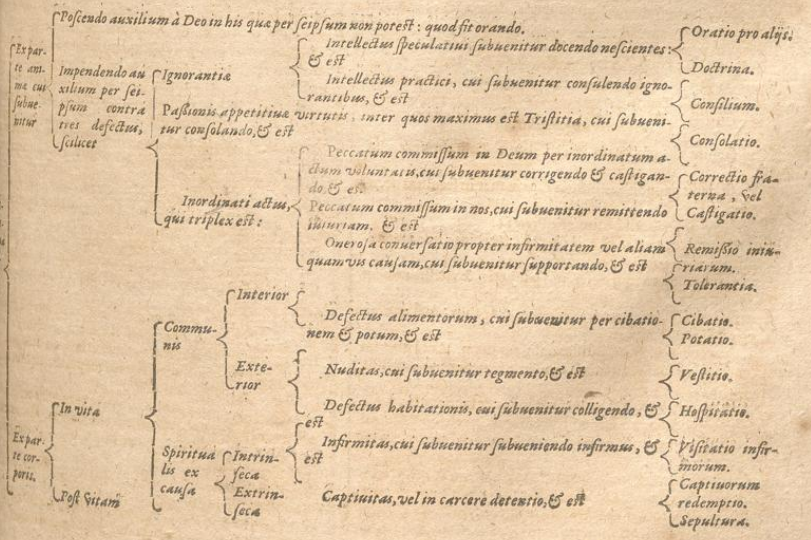 Poscendo auxilium à Deo in his quæ per seipsum non potest: quod fit orando.
Oratio pro alijs.
Ex par-
te ani-
mæ cui
subue-
nitur
Impendendo au
xilium per sei-
psum contra
tres defectus,
scilicet
Ignorantiæ
Intellectus speculatiui subuenitur docendo nescientes:
& est
Doctrina.
Intellectus practici, cui subuenitur consulendo igno-
rantibus, & est
Consilium.
Passionis appetitiuæ virtutis, inter quos maximus est Tristitia, cui subueni-
tur consolando, & est
Consolatio.
Inordinati actus,
qui triplex est:
Peccatum commissum in Deum per inordinatum a-
ctum voluntatis, cui subuenitur corrigendo & castigan-
do, & est
Correctio fra-
terna, vel
Castigatio.
Peccatum commissum in nos, cui subuenitur remittendo
iniuriam. & est
Remissio iniu-
riarum.
Onerosa conuersatio propter infirmitatem vel aliam
quamvis causam, cui subuenitur supportando, & est
Tolerantia.
Ex par-
te cor-
poris.
In vita
Commu-
nis
Interior
Defectus alimentorum, cui subuenitur per cibatio-
nem & potum, & est
Cibatio.
Potatio.
Exte-
rior
Nuditas, cui subuenitur tegmento, & est
Vestitio.
Defectus habitationis, cui subuenitur colligendo, &
est
Hospitatio.
Spiritua
lis ex
causa
Intrin-
seca
Infirmitas, cui subuenitur subueniendo infirmus, &
est
Visitatio infir-
morum.
Extrin-
seca
Captiuitas, vel in carcere detentio, & est
Captiuorum
redemptio.
Post vitam
Sepultura.